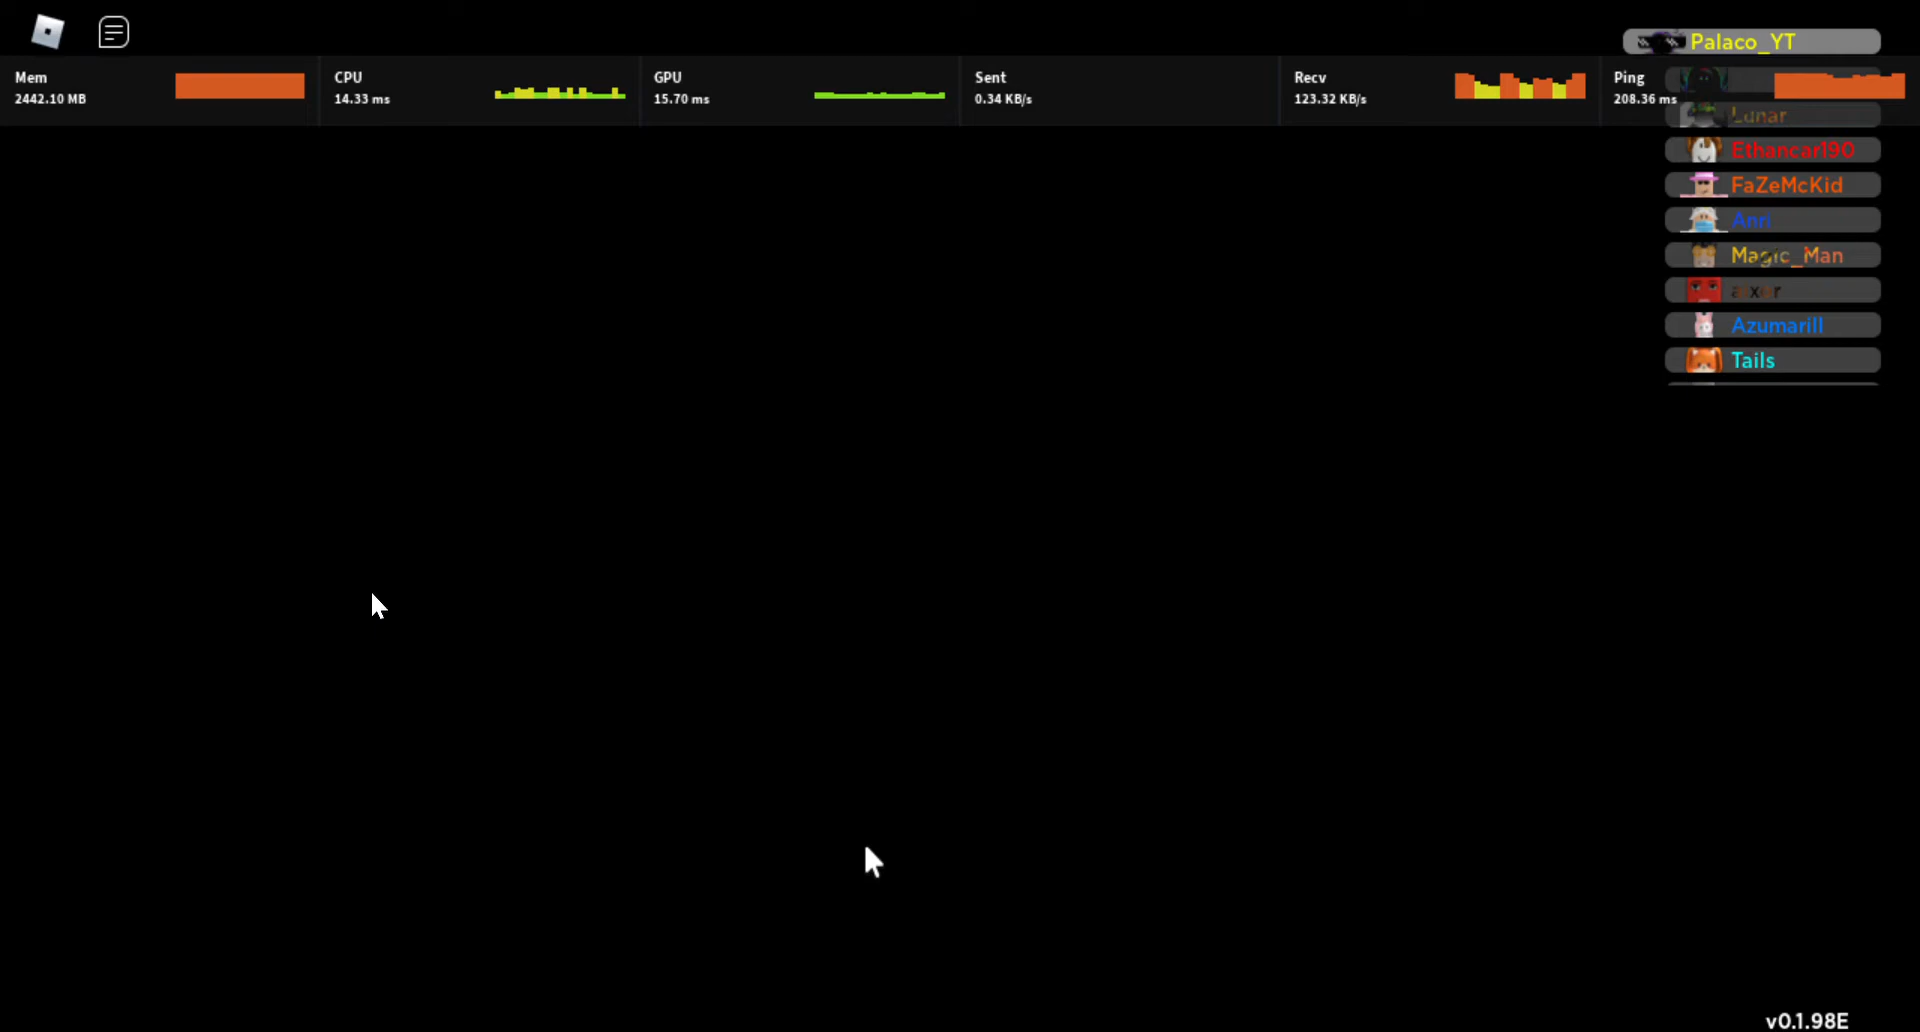 Palaco_YT
Mem
2442.10 MB
CPU
14.33 ms
GPU
15.70 ms
Sent
0.34 KB/s
Recv
123.32 KB/s
Ping
208.36 ms
Lunar
Ethancar190
FaZeMcKid
Anri
Magic_Man
Azumarill
Tails
v0.1.98E